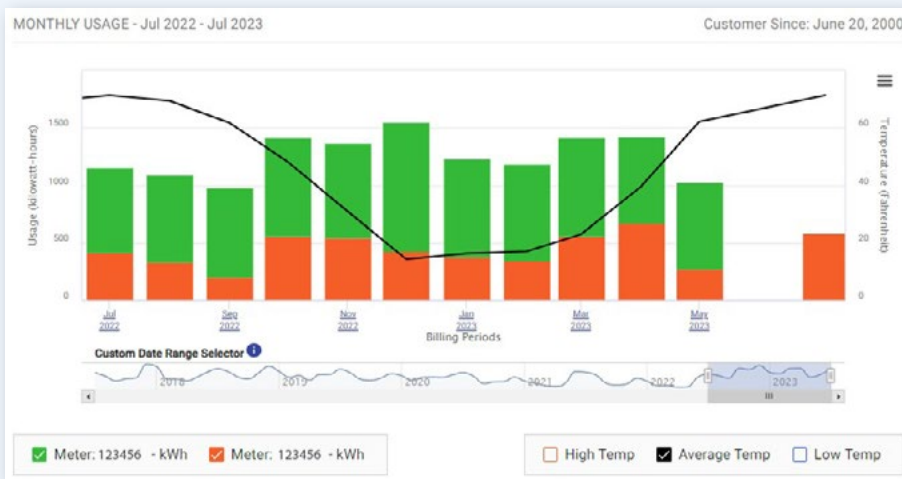 MONTHLY USAGE - Jul 2022 - Jul 2023
Customer Since: June 20, 2000
Usage (kilowatt-hours)
1500
1000
500
0
Temperature (Fahrenheit)
60
40
20
0
Jul 2022
Sep 2022
Nov 2022
Jan 2023
Mar 2023
May 2023
Billing Periods
Custom Date Range Selector i
2018
2019
2020
2021
2022
2023
Meter: 123456 - kWh
Meter: 123456 - kWh
High Temp
Average Temp
Low Temp